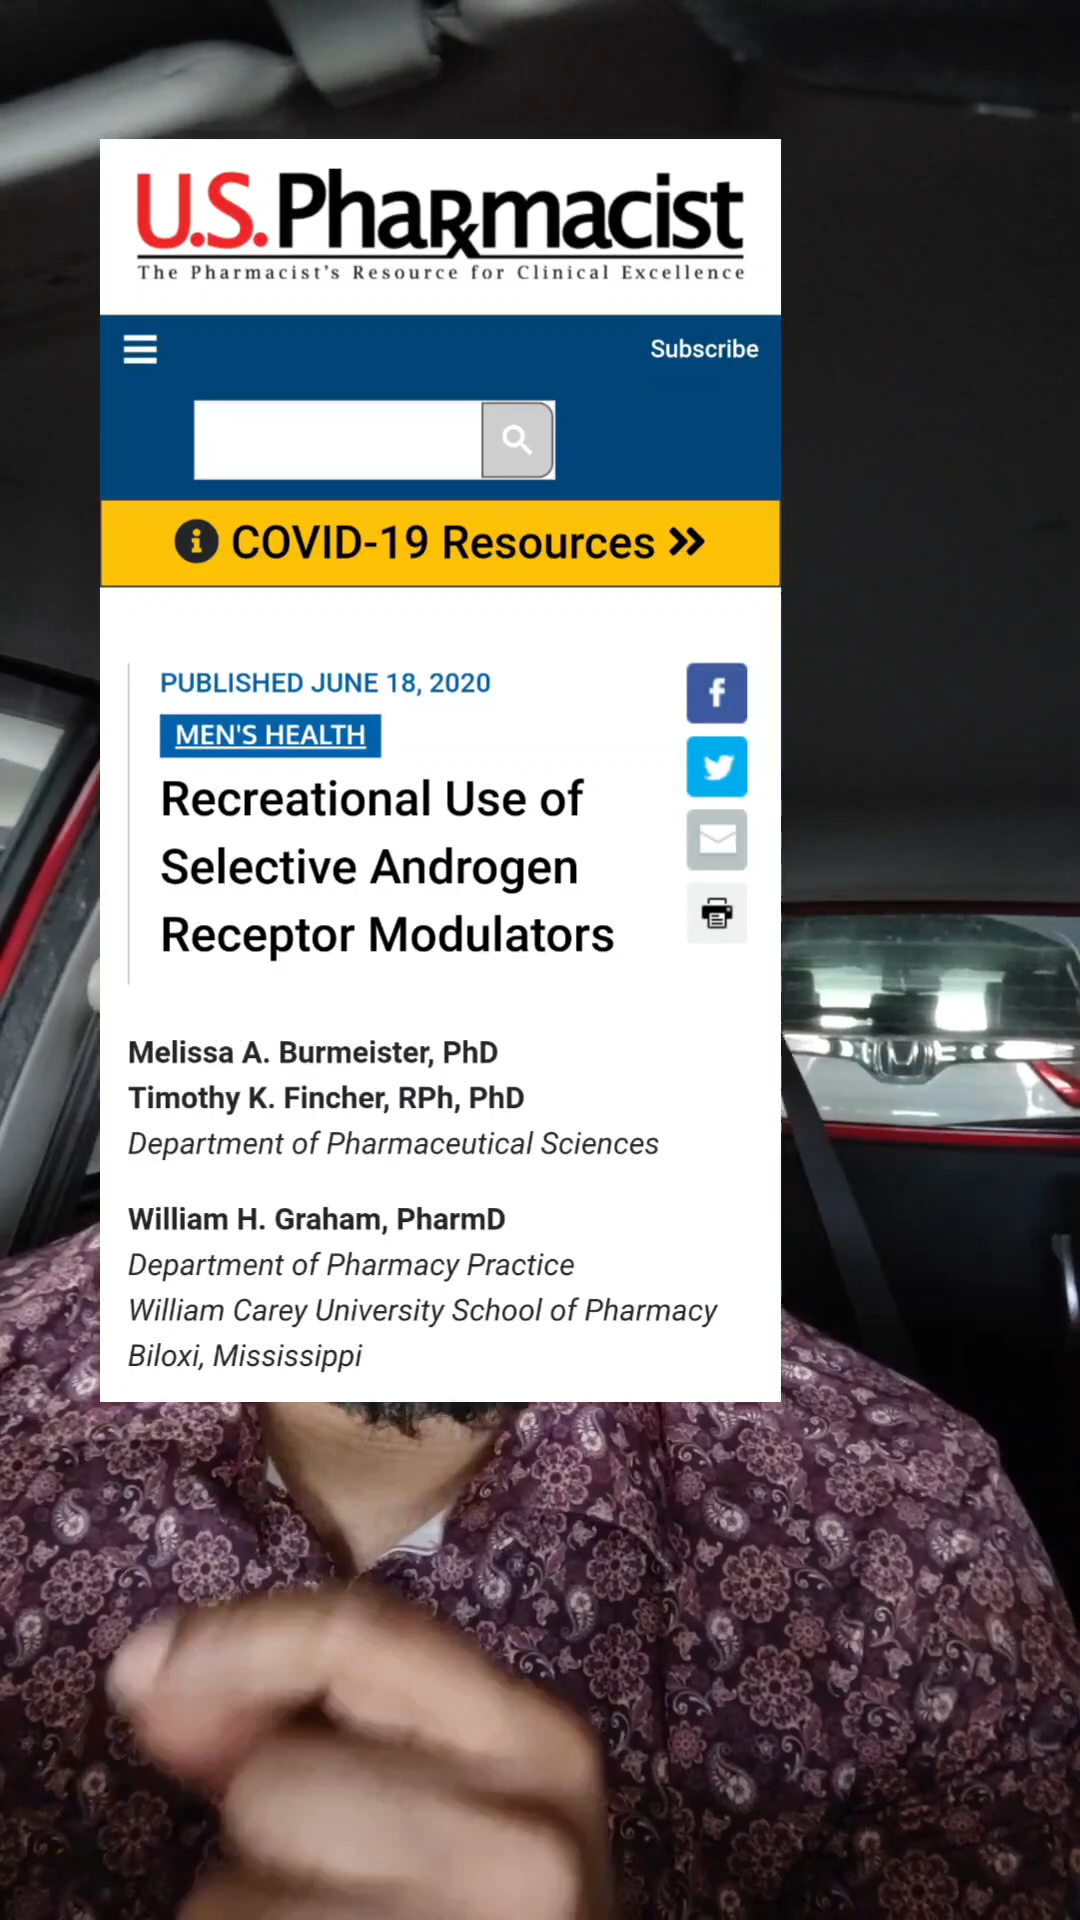 U.S. Pharmacist
The Pharmacist's Resource for Clinical Excellence
Subscribe
COVID-19 Resources
PUBLISHED JUNE 18, 2020
MEN'S HEALTH
Recreational Use of
Selective Androgen
Receptor Modulators
Melissa A. Burmeister, PhD
Timothy K. Fincher, RPh, PhD
Department of Pharmaceutical Sciences
William H. Graham, PharmD
Department of Pharmacy Practice
William Carey University School of Pharmacy
Biloxi, Mississippi